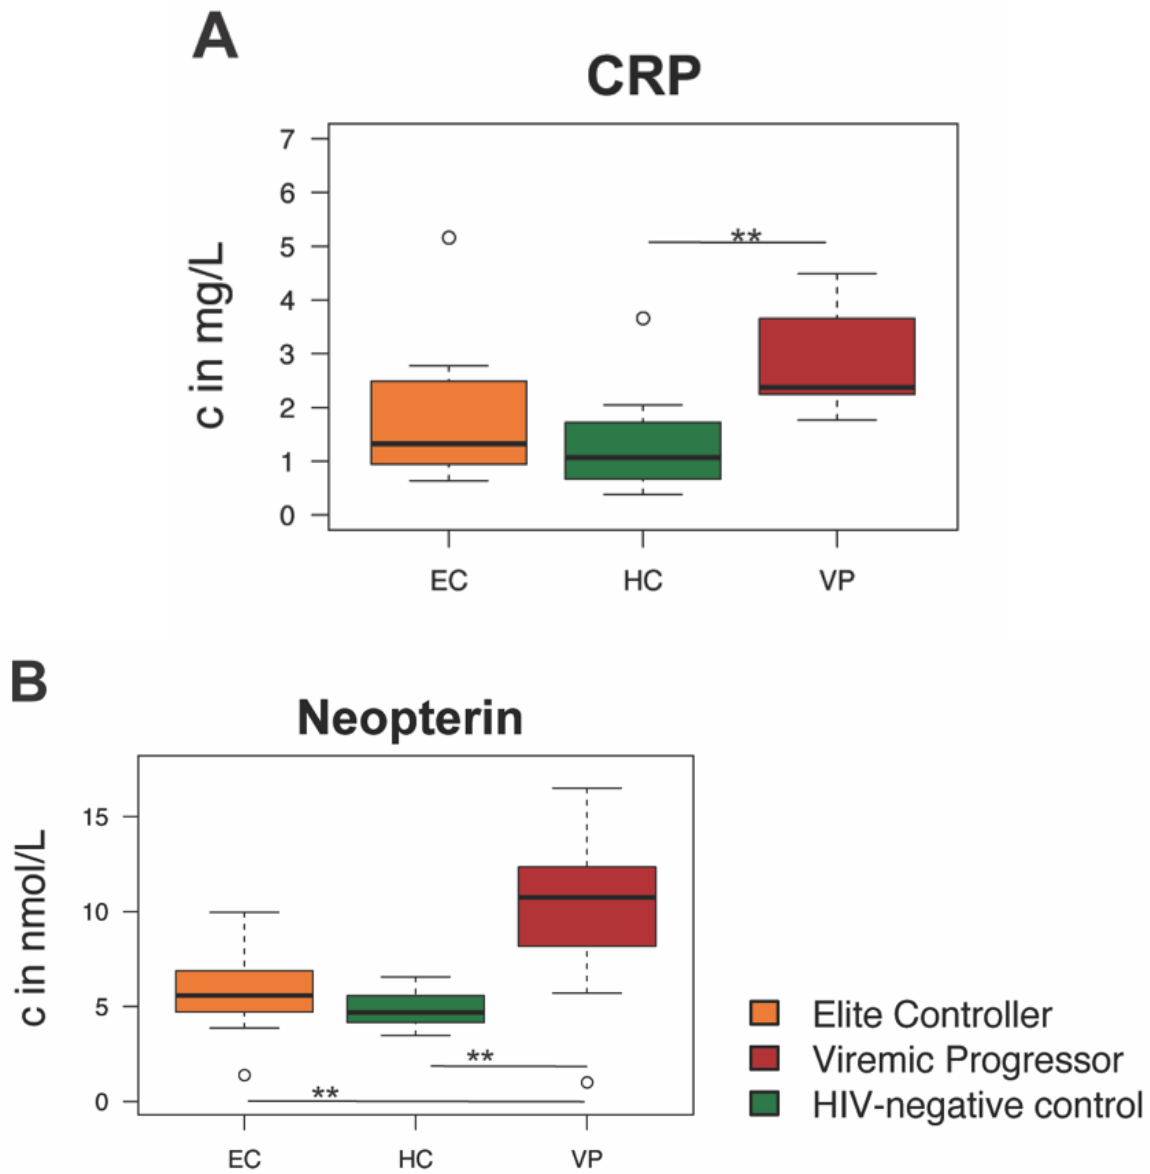 A
CRP
c in mg/L
7
6
5
4
3
2
1
0
**
EC HC VP
B
Neopterin
c in nmol/L
15
10
5
0
**
**
EC HC VP
Elite Controller
Viremic Progressor
HIV-negative control